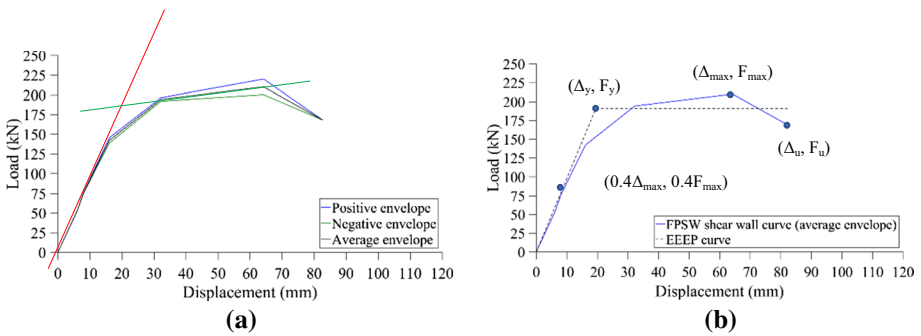 250
225
200
175
150
125
100
75
50
25
0
Load (kN)
0 10 20 30 40 50 60 70 80 90 100 110 120
Displacement (mm)
Positive envelope
Negative envelope
Average envelope
(a)
250
225
200
175
150
125
100
75
50
25
0
Load (kN)
(Δy, Fy)
(Δmax, Fmax)
(Δu, Fu)
(0.4Δmax, 0.4Fmax)
FPSW shear wall curve (average envelope)
EEEP curve
0 10 20 30 40 50 60 70 80 90 100 110 120
Displacement (mm)
(b)